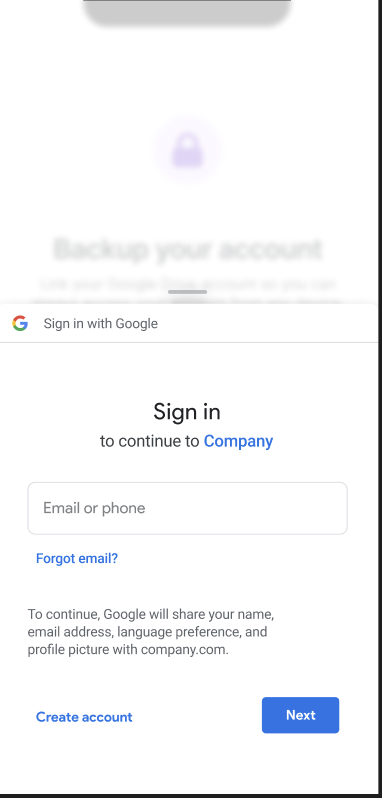 Backup your account
Link your Google Drive account so you can
Sign in with Google
Sign in
to continue to Company
Email or phone
Forgot email?
To continue, Google will share your name,
email address, language preference, and
profile picture with company.com.
Create account
Next